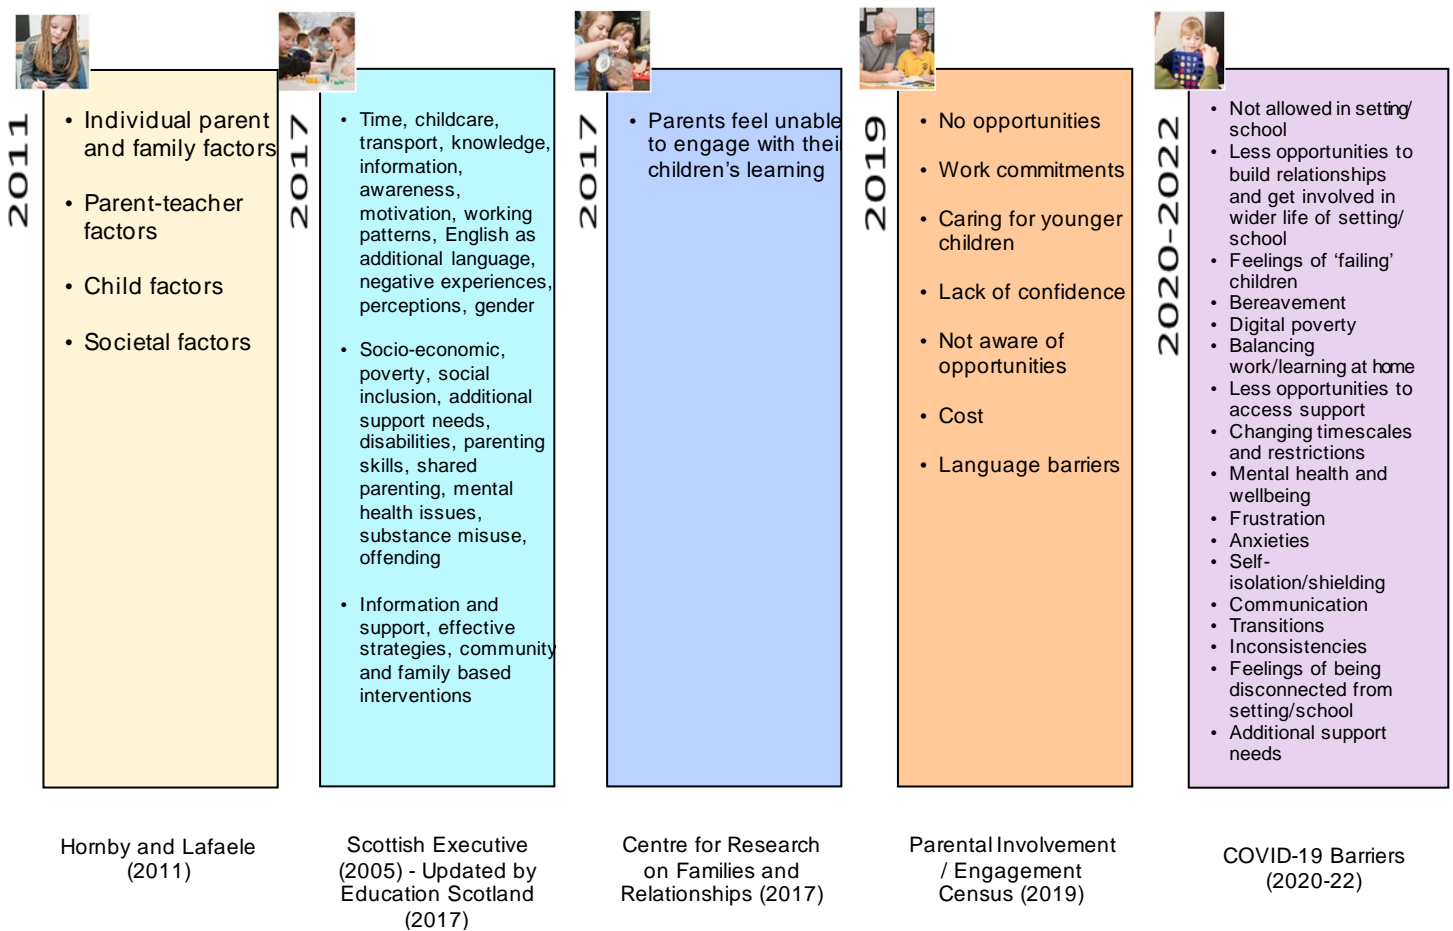 2011
• Individual parent
and family factors
• Parent-teacher
factors
• Child factors
• Societal factors
Hornby and Lafaele
(2011)
2017
• Time, childcare,
transport, knowledge,
information,
awareness,
motivation, working
patterns, English as
additional language,
negative experiences,
perceptions, gender
• Socio-economic,
poverty, social
inclusion, additional
support needs,
disabilities, parenting
skills, shared
parenting, mental
health issues,
substance misuse,
offending
• Information and
support, effective
strategies, community
and family based
interventions
Scottish Executive
(2005) - Updated by
Education Scotland
(2017)
2017
• Parents feel unable
to engage with their
children’s learning
Centre for Research
on Families and
Relationships (2017)
2019
• No opportunities
• Work commitments
• Caring for younger
children
• Lack of confidence
• Not aware of
opportunities
• Cost
• Language barriers
Parental Involvement
/ Engagement
Census (2019)
2020-2022
• Not allowed in setting/
school
• Less opportunities to
build relationships
and get involved in
wider life of setting/
school
• Feelings of ‘failing’
children
• Bereavement
• Digital poverty
• Balancing
work/learning at home
• Less opportunities to
access support
• Changing timescales
and restrictions
• Mental health and
wellbeing
• Frustration
• Anxieties
• Self-
isolation/shielding
• Communication
• Transitions
• Inconsistencies
• Feelings of being
disconnected from
setting/school
• Additional support
needs
COVID-19 Barriers
(2020-22)